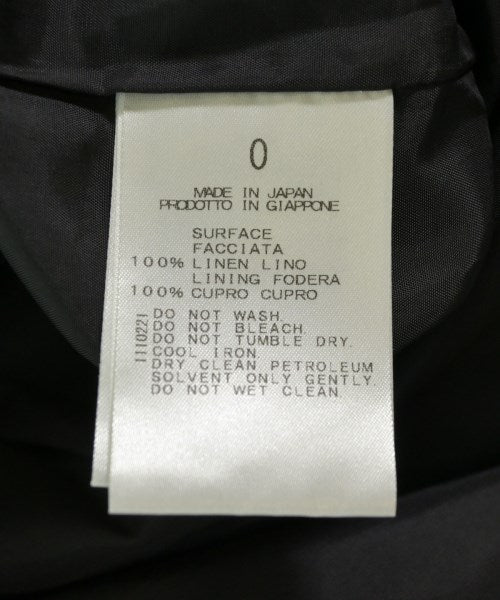 0
MADE IN JAPAN
PRODOTTO IN GIAPPONE
SURFACE
FACCIATA
100% LINEN LINO
LINING FODERA
100% CUPRO CUPRO
DO NOT WASH.
DO NOT BLEACH.
DO NOT TUMBLE DRY.
COOL IRON.
DRY CLEAN PETROLEUM
SOLVENT ONLY GENTLY.
DO NOT WET CLEAN.
1110221